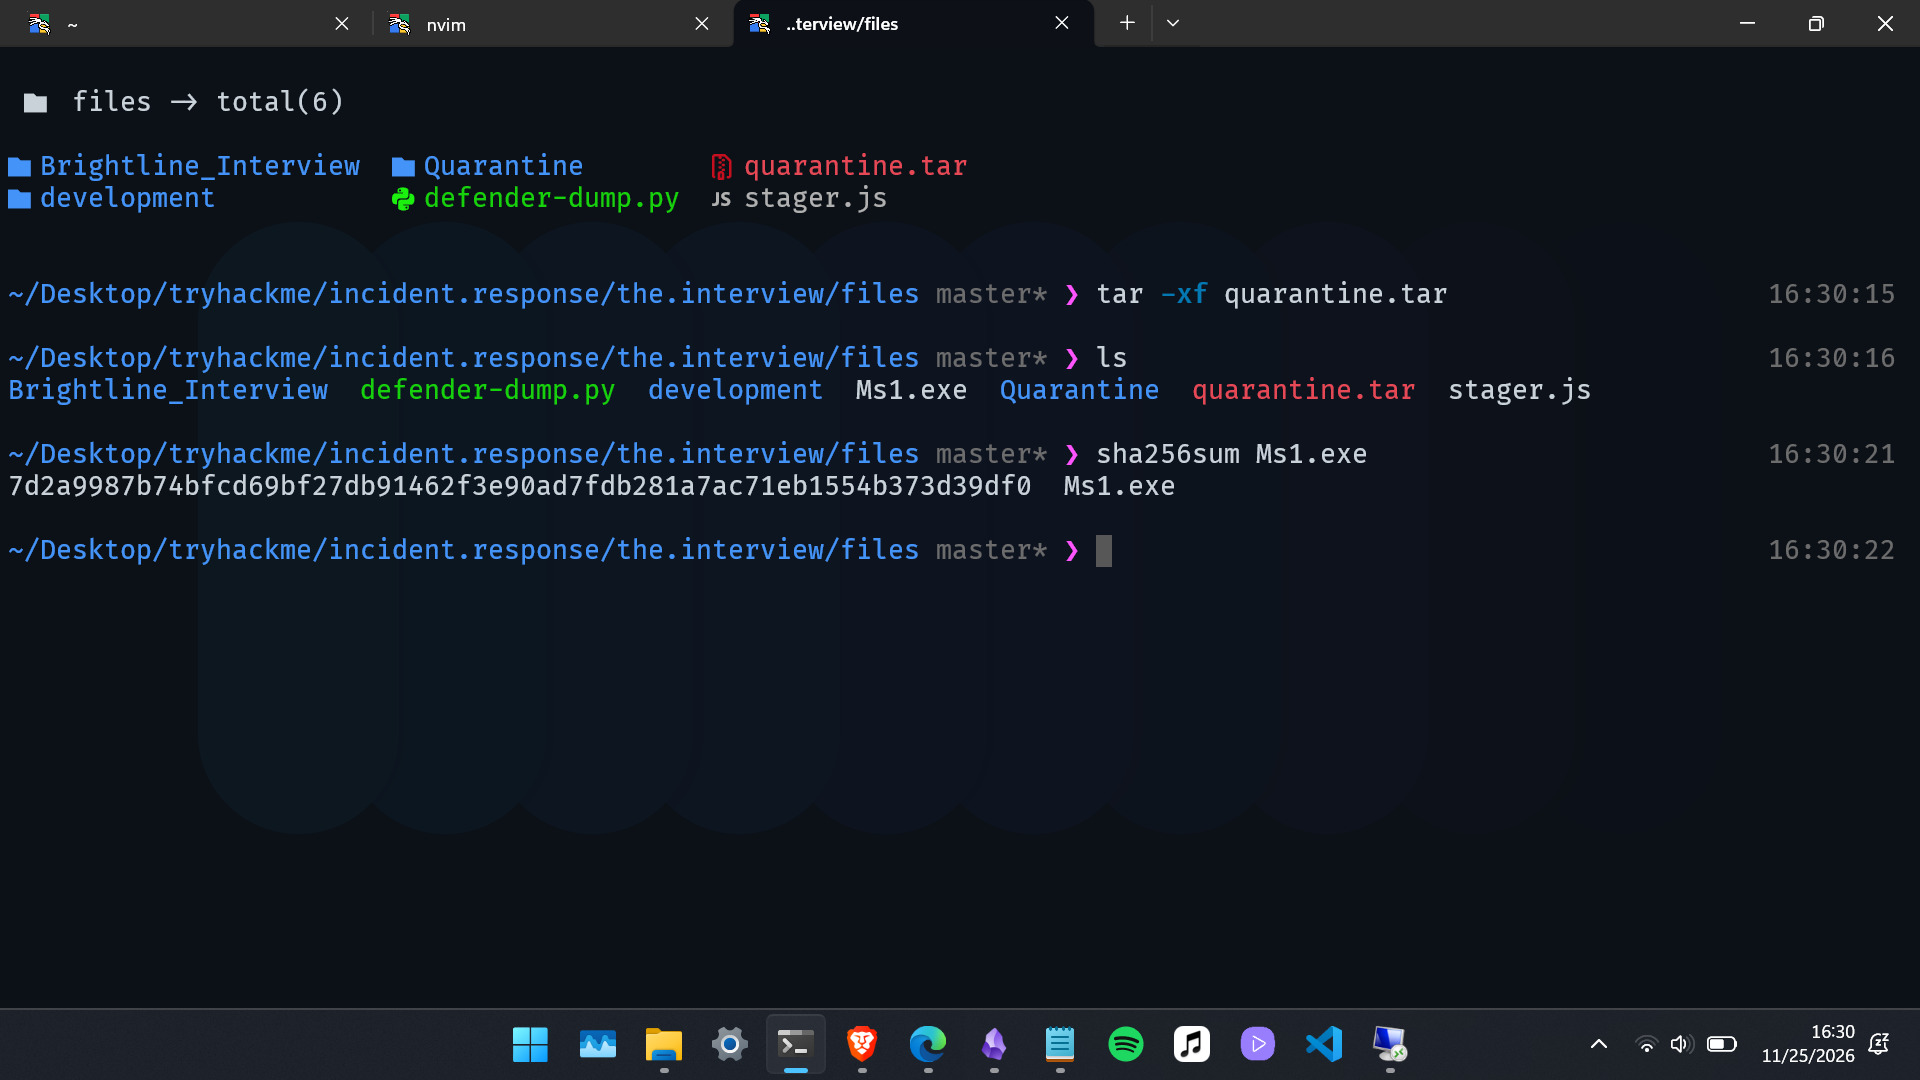 ~ nvim ..terview/files
files → total(6)
Brightline_Interview Quarantine quarantine.tar
development defender-dump.py JS stager.js
~/Desktop/tryhackme/incident.response/the.interview/files master* ❯ tar -xf quarantine.tar 16:30:15
~/Desktop/tryhackme/incident.response/the.interview/files master* ❯ ls 16:30:16
Brightline_Interview defender-dump.py development Ms1.exe Quarantine quarantine.tar stager.js
~/Desktop/tryhackme/incident.response/the.interview/files master* ❯ sha256sum Ms1.exe 16:30:21
7d2a9987b74bfcd69bf27db91462f3e90ad7fdb281a7ac71eb1554b373d39df0 Ms1.exe
~/Desktop/tryhackme/incident.response/the.interview/files master* ❯ 16:30:22
16:30
11/25/2026